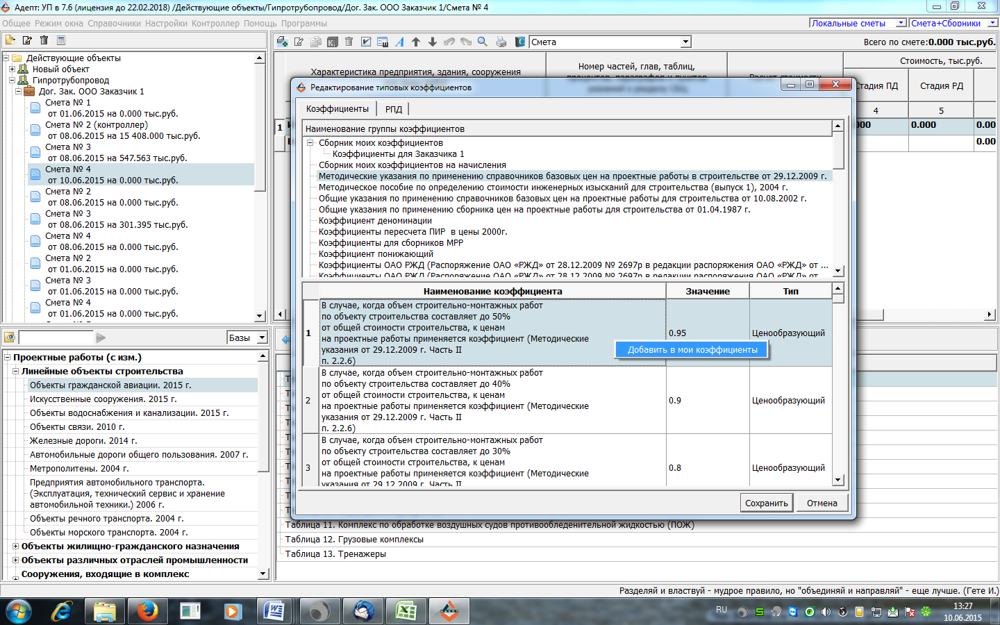 Адепт: УП в 7.6 (лицензия до 22.02.2018) /Действующие объекты/Гипротрубопровод/Дог. Зак. ООО Заказчик 1/Смета № 4
Общее Режим окна Справочники Настройки Контроллер Помощь Программы
Локальные сметы
Смета+Сборники
Смета
Всего по смете:0.000 тыс.руб.
Действующие объекты
Новый объект
Гипротрубопровод
Дог. Зак. ООО Заказчик 1
Смета № 1
от 01.06.2015 на 0.000 тыс.руб.
Смета № 2 (контроллер)
от 08.06.2015 на 15 408.000 тыс.руб.
Смета № 3
от 08.06.2015 на 547.563 тыс.руб.
Смета № 4
от 10.06.2015 на 0.000 тыс.руб.
Смета № 2
от 08.06.2015 на 0.000 тыс.руб.
Смета № 3
от 08.06.2015 на 301.395 тыс.руб.
Смета № 4
от 08.06.2015 на 0.000 тыс.руб.
Смета № 2
от 01.06.2015 на 0.000 тыс.руб.
Смета № 3
от 01.06.2015 на 0.000 тыс.руб.
Смета № 4
от 01.06.2015 на 0.000 тыс.руб.
Характеристика предприятия, здания, сооружения
Номер частей, глав, таблиц,
Стоимость, тыс.руб.
Стадия ПД
Стадия РД
4
5
1
000
0.000
0.00
0.00
Редактирование типовых коэффициентов
Коэффициенты
РПД
Наименование группы коэффициентов
Сборник моих коэффициентов
Коэффициенты для Заказчика 1
Сборник моих коэффициентов на начисления
Методические указания по применению справочников базовых цен на проектные работы в строительстве от 29.12.2009 г.
Методическое пособие по определению стоимости инженерных изысканий для строительства (выпуск 1), 2004 г.
Общие указания по применению справочников базовых цен на проектные работы для строительства от 10.08.2002 г.
Общие указания по применению сборника цен на проектные работы для строительства от 01.04.1987 г.
Коэффициент деноминации
Коэффициенты пересчета ПИР в цены 2000г.
Коэффициенты для сборников МРР
Коэффициент понижающий
Коэффициенты ОАО РЖД (Распоряжение ОАО «РЖД» от 28.12.2009 № 2697р в редакции распоряжения ОАО «РЖД» от ...
Коэффициенты ОАО РЖД (Распоряжение ОАО «РЖД» от 28.12.2009 № 2697р в редакции распоряжения ОАО «РЖД» от
Наименование коэффициента
Значение
Тип
1
В случае, когда объем строительно-монтажных работ
по объекту строительства составляет до 50%
от общей стоимости строительства, к ценам
на проектные работы применяется коэффициент (Методические
указания от 29.12.2009 г. Часть II
п. 2.2.6)
0.95
Ценообразующий
Добавить в мои коэффициенты
2
В случае, когда объем строительно-монтажных работ
по объекту строительства составляет до 40%
от общей стоимости строительства, к ценам
на проектные работы применяется коэффициент (Методические
указания от 29.12.2009 г. Часть II
п. 2.2.6)
0.9
Ценообразующий
3
В случае, когда объем строительно-монтажных работ
по объекту строительства составляет до 30%
от общей стоимости строительства, к ценам
на проектные работы применяется коэффициент (Методические
указания от 29.12.2009 г. Часть II
0.8
Ценообразующий
Сохранить
Отмена
Базы
Проектные работы (с изм.)
Линейные объекты строительства
Объекты гражданской авиации. 2015 г.
Искусственные сооружения. 2015 г.
Объекты водоснабжения и канализации. 2015 г.
Объекты связи. 2010 г.
Железные дороги. 2014 г.
Автомобильные дороги общего пользования. 2007 г.
Метрополитены. 2004 г.
Предприятия автомобильного транспорта.
(Эксплуатация, технический сервис и хранение
автомобильной техники.) 2006 г.
Объекты речного транспорта. 2004 г.
Объекты морского транспорта. 2004 г.
Объекты жилищно-гражданского назначения
Объекты различных отраслей промышленности
Сооружения, входящие в комплекс
Таблица 11. Комплекс по обработке воздушных судов противообледенительной жидкостью (ПОЖ)
Таблица 12. Грузовые комплексы
Таблица 13. Тренажеры
Разделяй и властвуй - мудрое правило, но "объединяй и направляй" - еще лучше. (Гете И.)
RU
13:27
10.06.2015